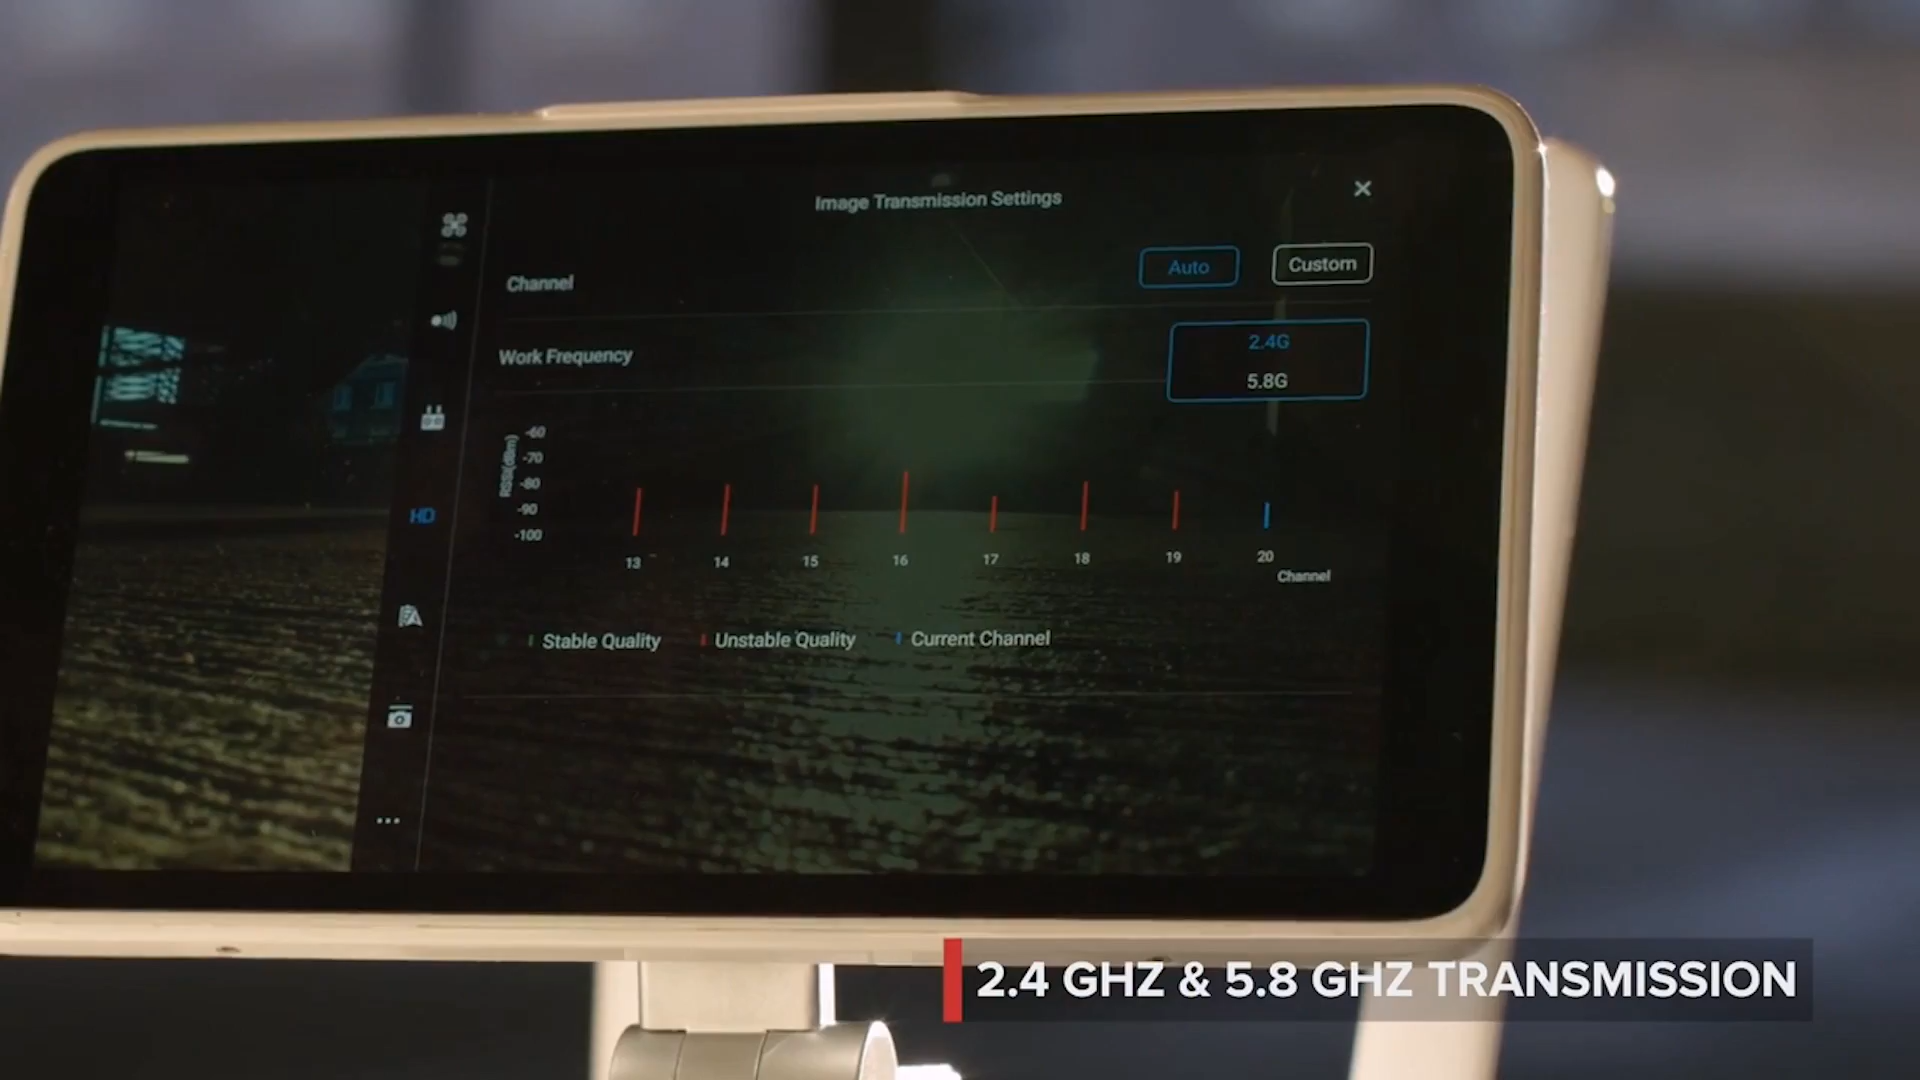 Image Transmission Settings
Channel
Auto
Custom
Work Frequency
2.4G
5.8G
RSSI(dBm)
-60
-70
-80
-90
-100
HD
13 14 15 16 17 18 19 20
Channel
Stable Quality Unstable Quality Current Channel
2.4 GHZ & 5.8 GHZ TRANSMISSION